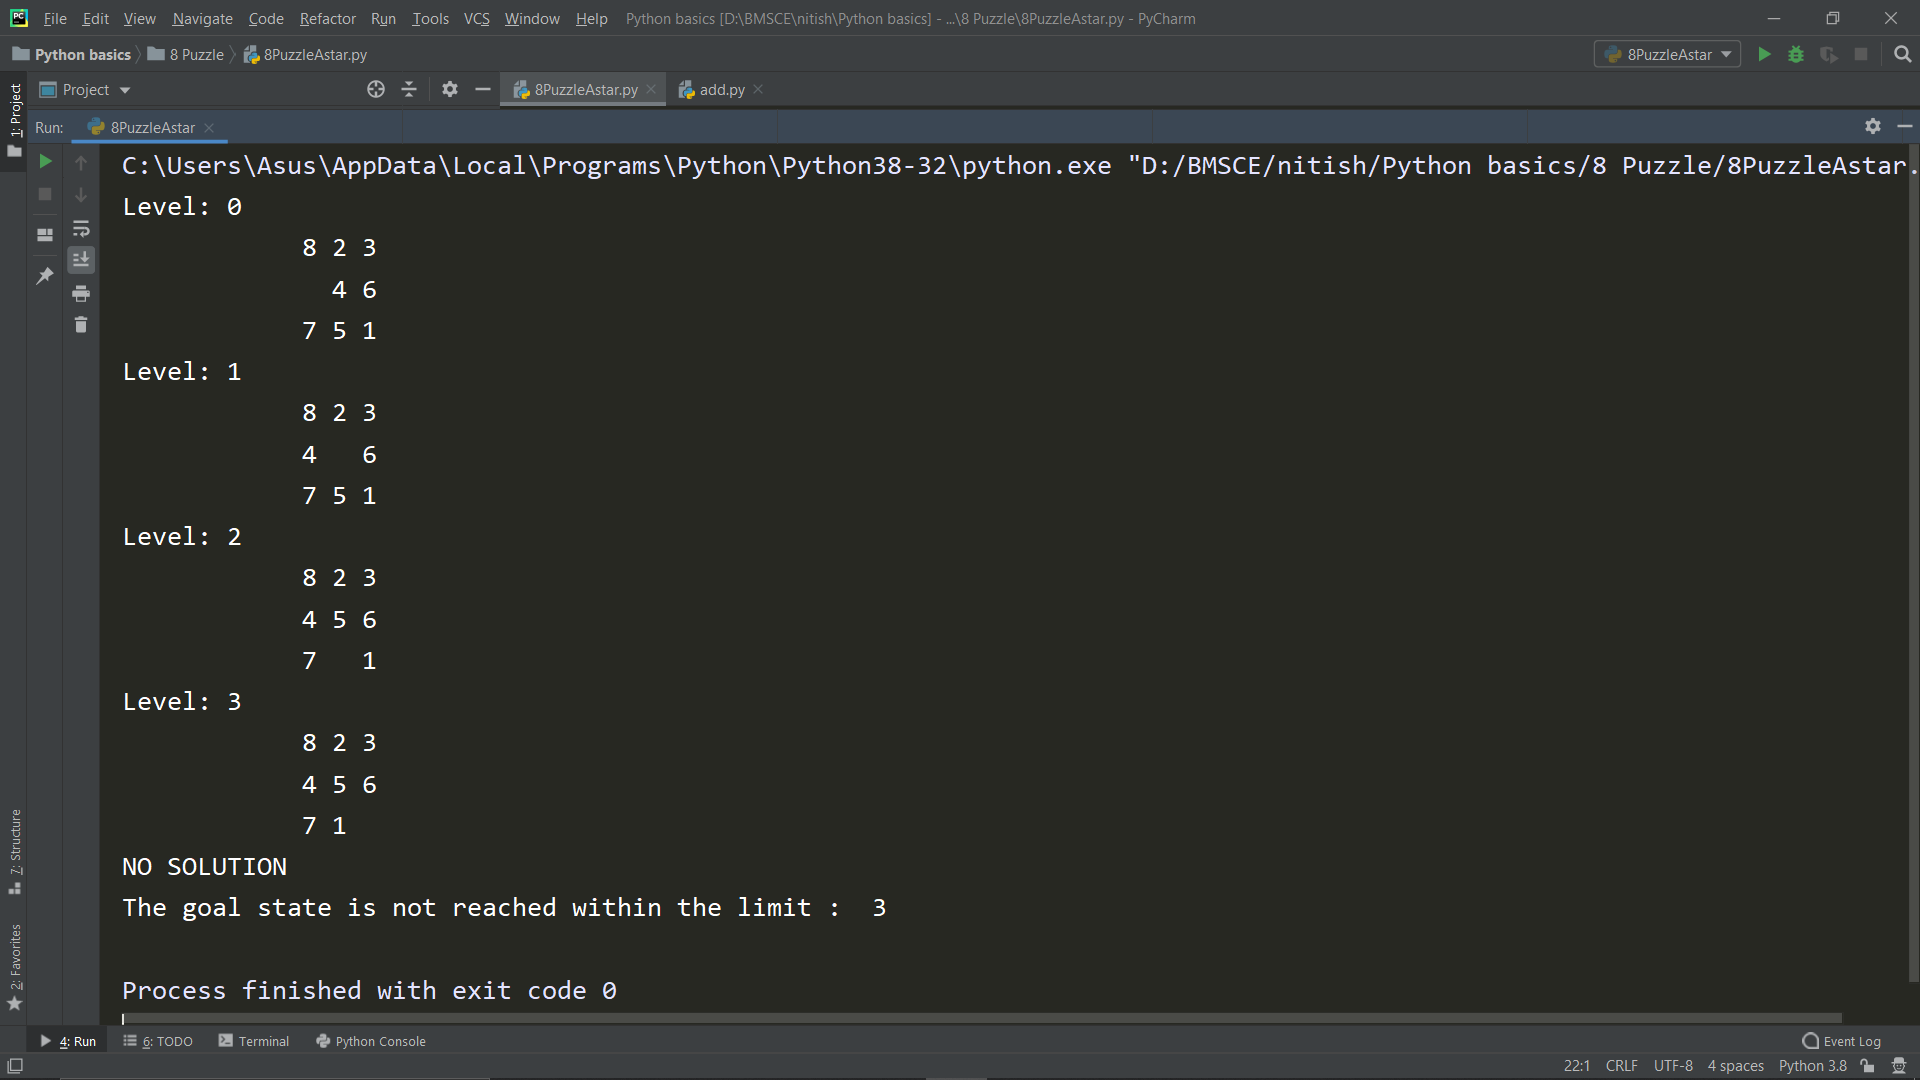 File Edit View Navigate Code Refactor Run Tools VCS Window Help Python basics [D:\BMSCE\nitish\Python basics] - ...\8 Puzzle\8PuzzleAstar.py - PyCharm
Python basics 8 Puzzle 8PuzzleAstar.py 8PuzzleAstar
Project 8PuzzleAstar.py add.py
Run: 8PuzzleAstar
C:\Users\Asus\AppData\Local\Programs\Python\Python38-32\python.exe "D:/BMSCE/nitish/Python basics/8 Puzzle/8PuzzleAstar.
Level: 0
8 2 3
4 6
7 5 1
Level: 1
8 2 3
4   6
7 5 1
Level: 2
8 2 3
4 5 6
7   1
Level: 3
8 2 3
4 5 6
7 1
NO SOLUTION
The goal state is not reached within the limit :  3
Process finished with exit code 0
1: Project
7: Structure
2: Favorites
4: Run 6: TODO Terminal Python Console Event Log
22:1 CRLF UTF-8 4 spaces Python 3.8